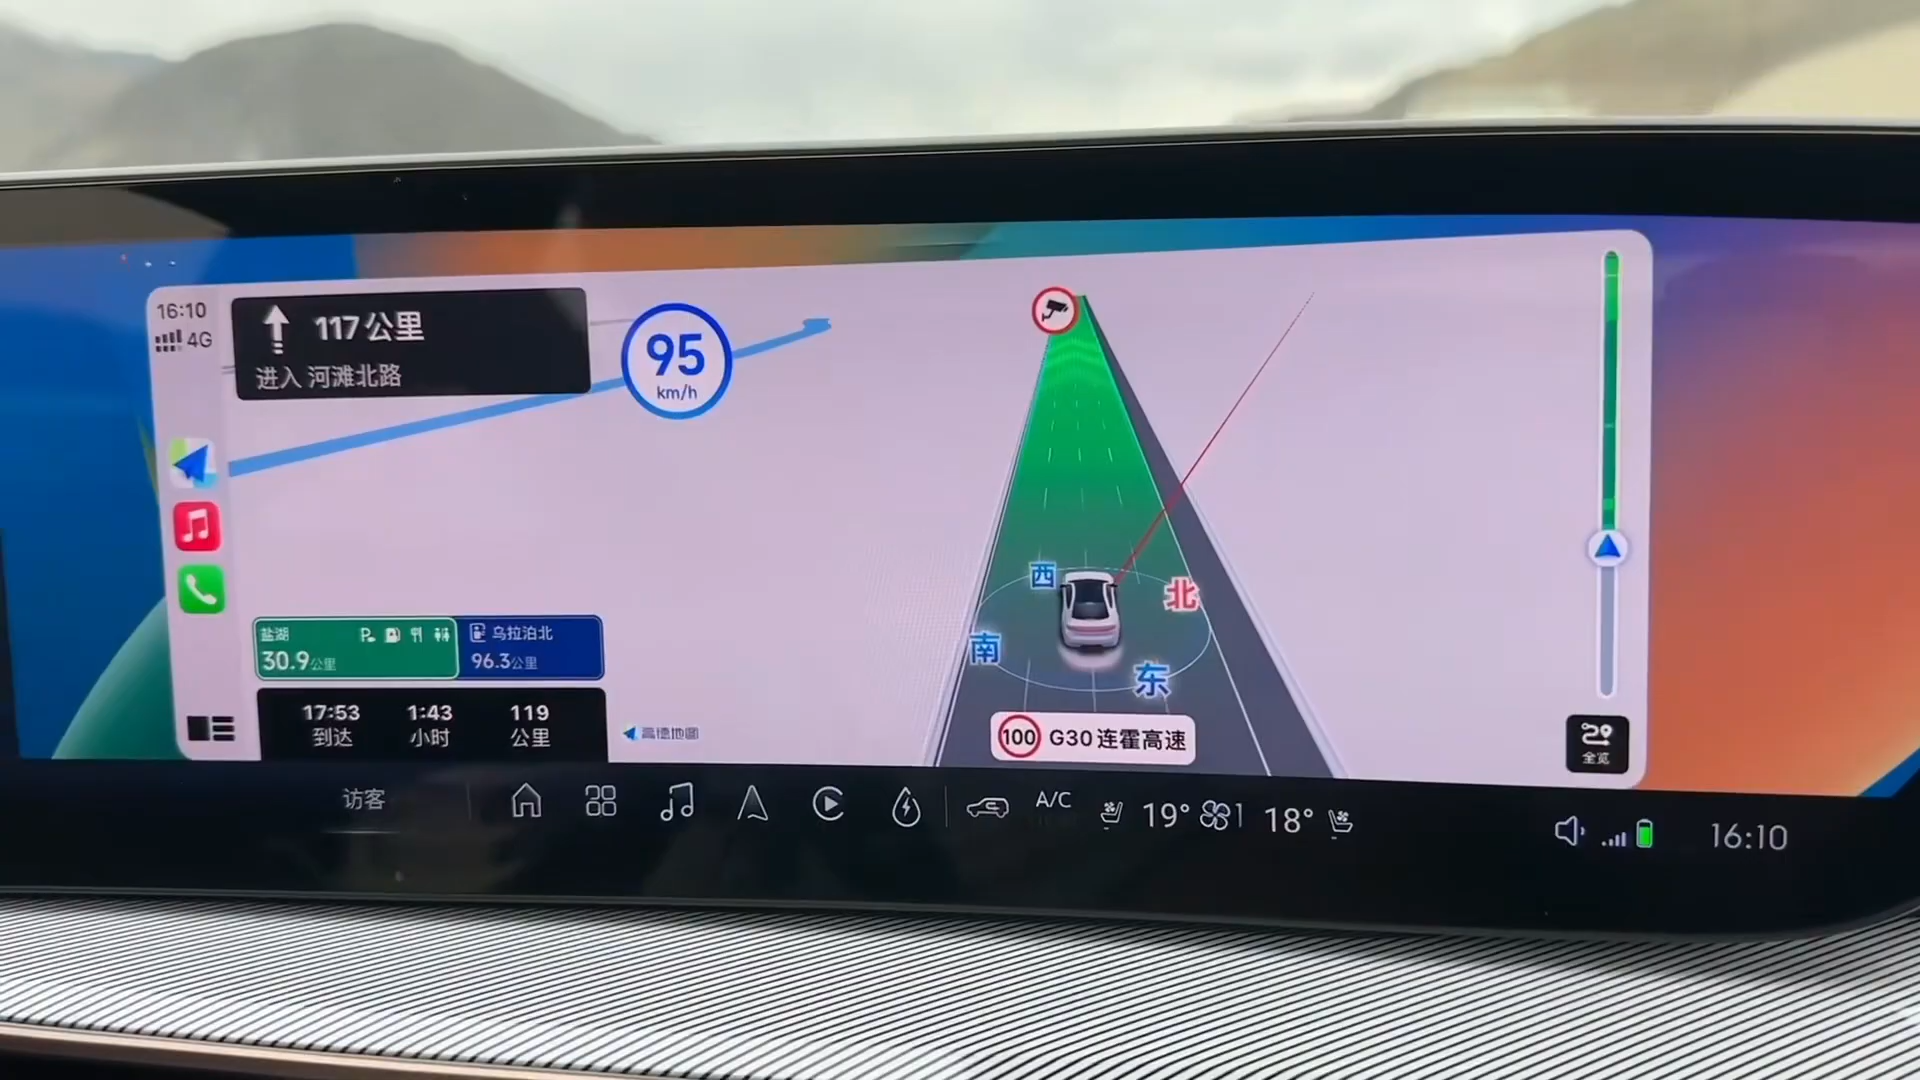 16:10
4G
117公里
进入 河滩北路
95
km/h
西
北
南
东
盐湖
30.9公里
乌拉泊北
96.3公里
17:53
到达
1:43
小时
119
公里
高德地图
100 G30连霍高速
全览
访客
A/C
19°
1
18°
16:10